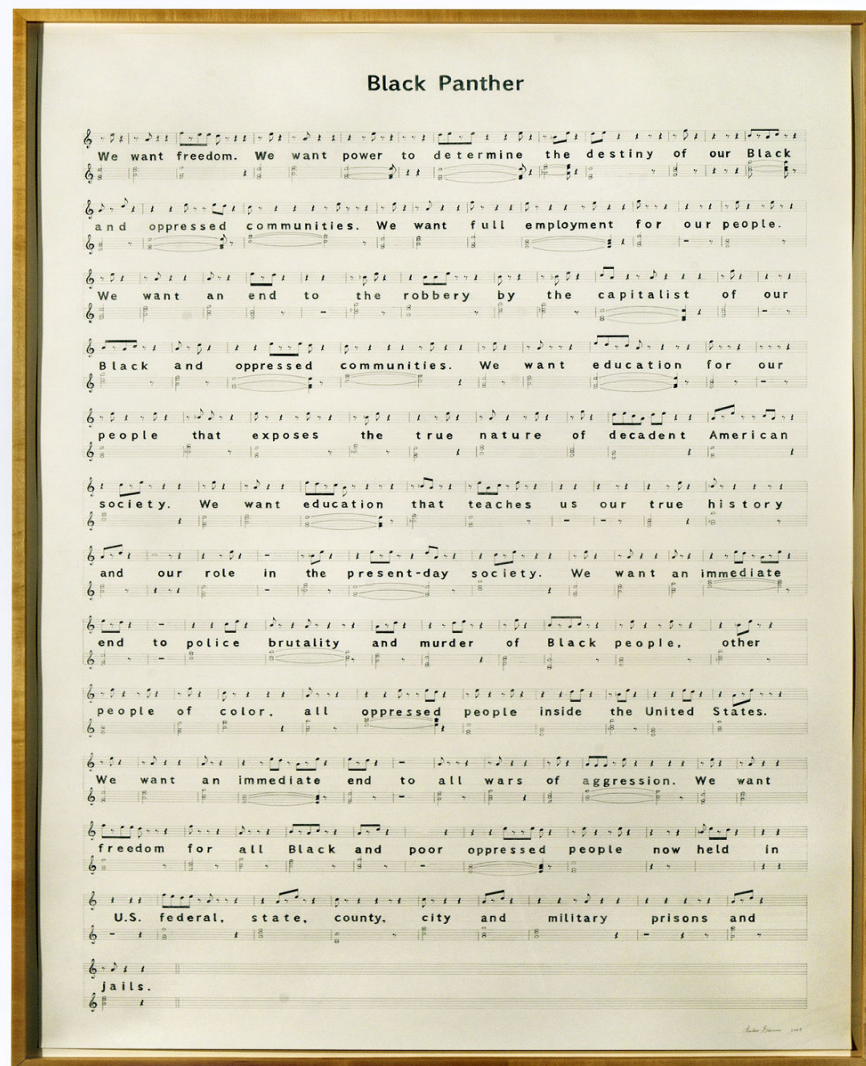 Black Panther
We want freedom. We want power to determine the destiny of our Black
and oppressed communities. We want full employment for our people.
We want an end to the robbery by the capitalist of our
Black and oppressed communities. We want education for our
people that exposes the true nature of decadent American
society. We want education that teaches us our true history
and our role in the present-day society. We want an immediate
end to police brutality and murder of Black people, other
people of color, all oppressed people inside the United States.
We want an immediate end to all wars of aggression. We want
freedom for all Black and poor oppressed people now held in
U.S. federal, state, county, city and military prisons and
jails.